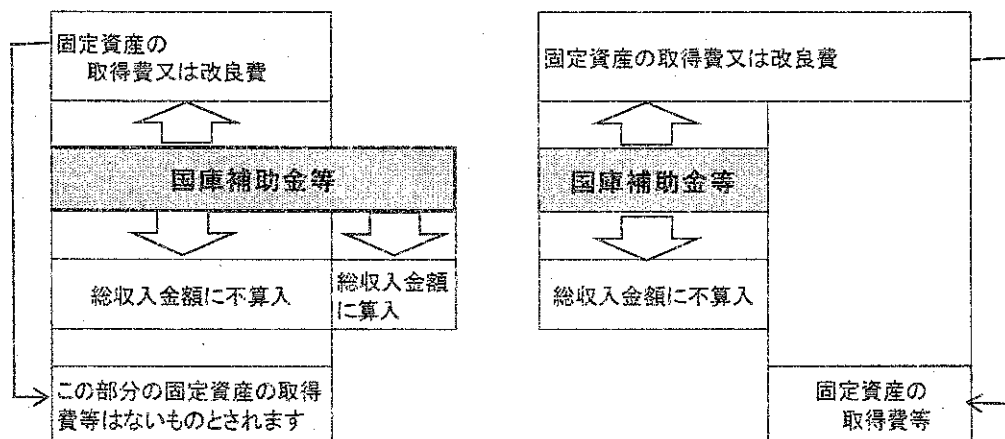 固定資産の
取得費又は改良費
国庫補助金等
総収入金額に不算入
総収入金額
に算入
この部分の固定資産の取得
費等はないものとされます
固定資産の取得費又は改良費
国庫補助金等
総収入金額に不算入
固定資産の
取得費等